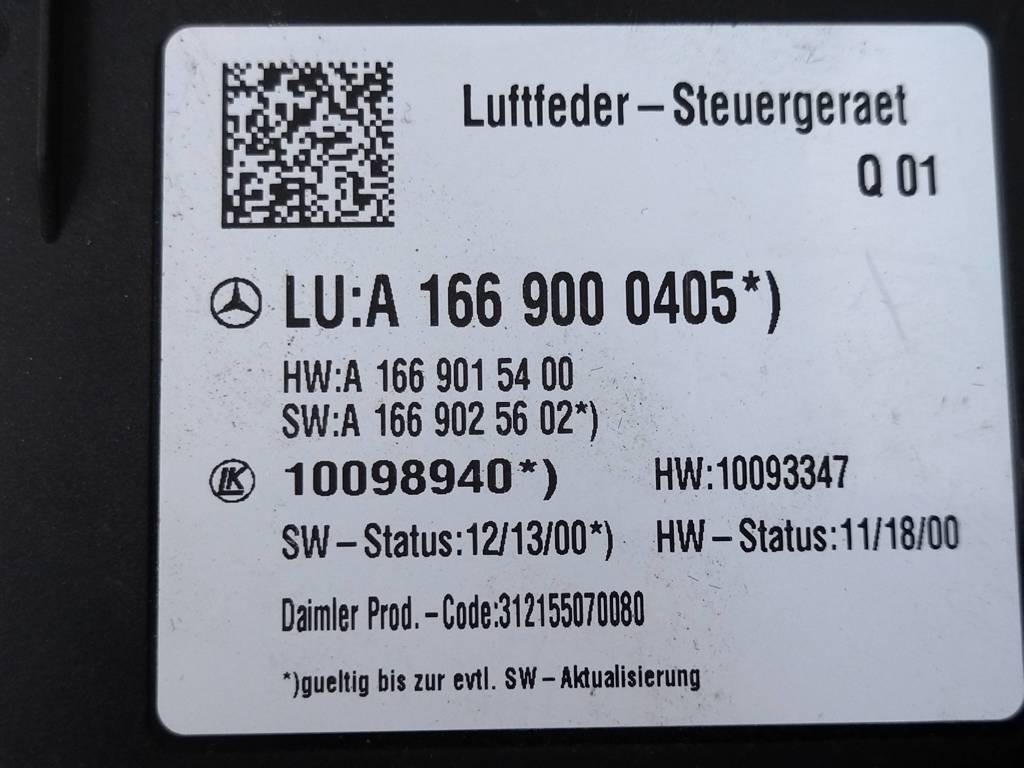 Luftfeder – Steuergeraet
Q 01
LU:A 166 900 0405*)
HW:A 166 901 54 00
SW:A 166 902 56 02*)
LK 10098940*) HW:10093347
SW – Status:12/13/00*) HW – Status:11/18/00
Daimler Prod. – Code:312155070080
*)gueltig bis zur evtl. SW – Aktualisierung